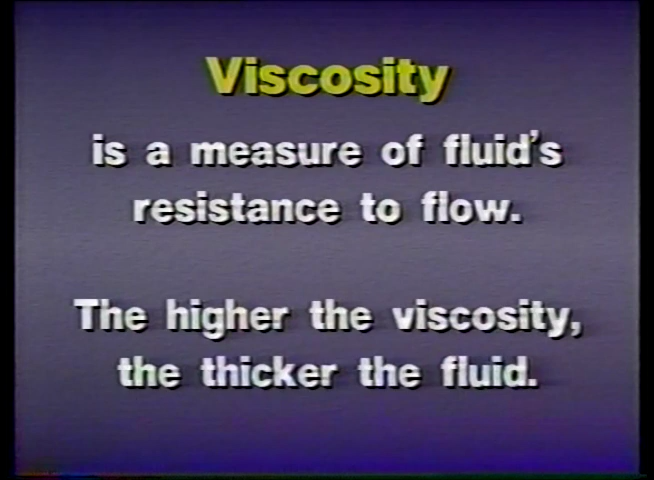 Viscosity
is a measure of fluid's
resistance to flow.
The higher the viscosity,
the thicker the fluid.